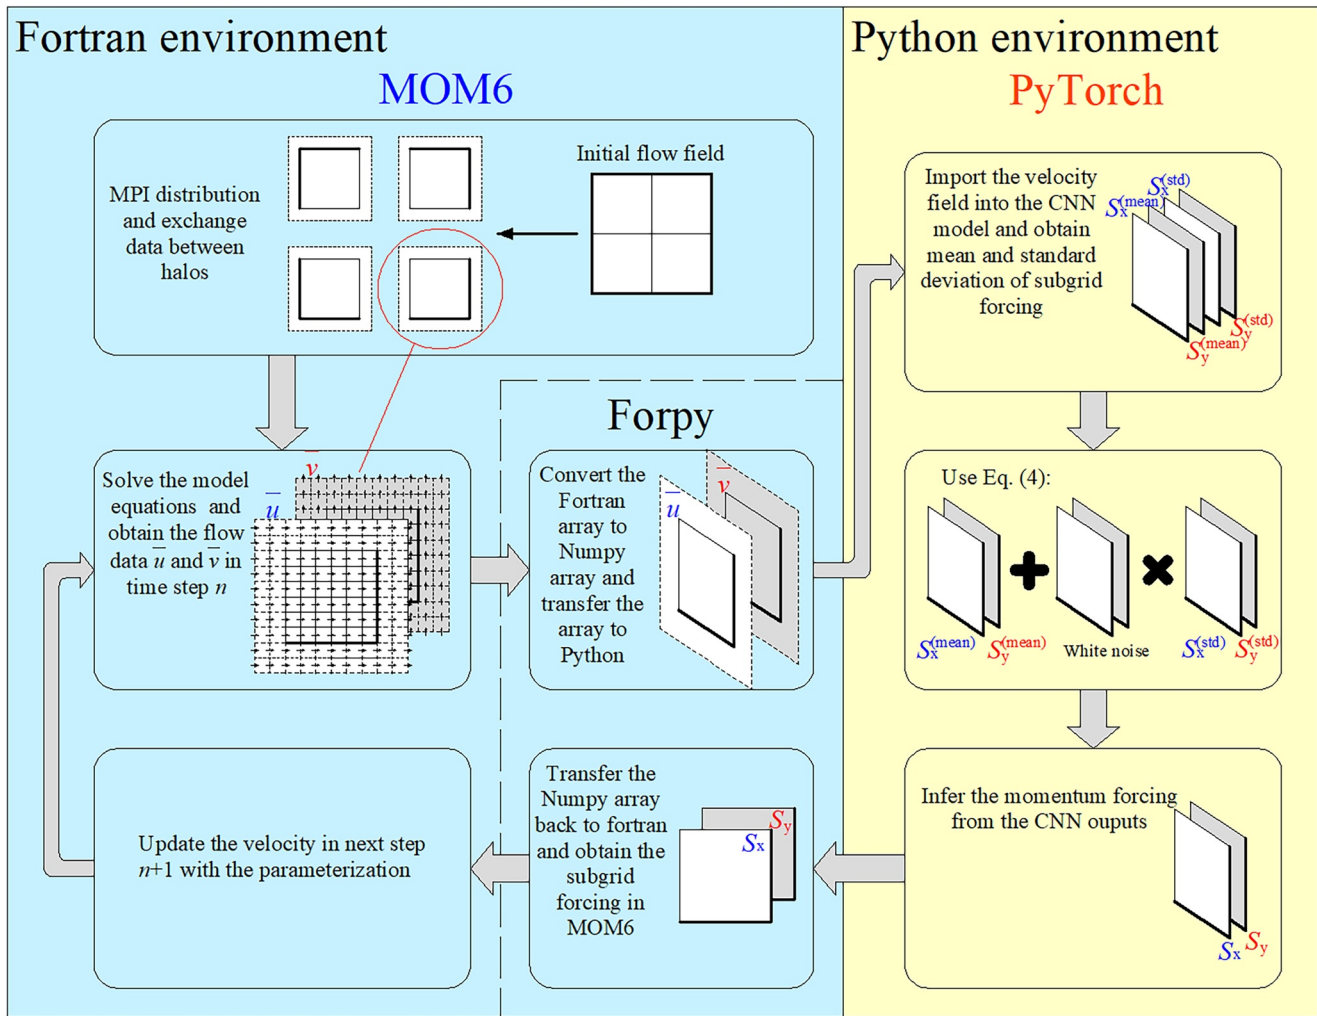 Fortran environment
MOM6
MPI distribution
and exchange
data between
halos
Initial flow field
Solve the model
equations and
obtain the flow
data u̅ and v̅ in
time step n
u̅
v̅
Forpy
Convert the
Fortran
array to
Numpy
array and
transfer the
array to
Python
u̅
v̅
Python environment
PyTorch
Import the velocity
field into the CNN
model and obtain
mean and standard
deviation of subgrid
forcing
Sx(mean)
Sx(std)
Sy(mean)
Sy(std)
Use Eq. (4):
Sx(mean) Sy(mean)
White noise
Sx(std) Sy(std)
Infer the momentum forcing
from the CNN ouputs
Sx Sy
Transfer the
Numpy array
back to fortran
and obtain the
subgrid
forcing in
MOM6
Sx
Sy
Update the velocity in next step
n+1 with the parameterization